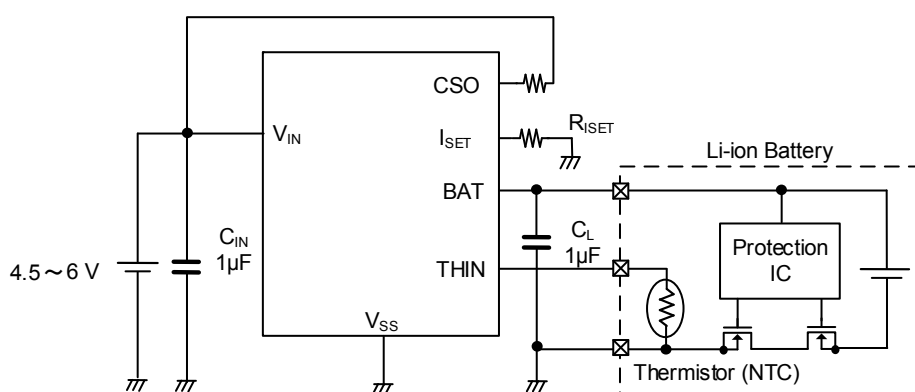 CSO
V_IN
I_SET
R_ISET
Li-ion Battery
BAT
C_IN
1μF
C_L
1μF
Protection
IC
4.5～6 V
THIN
V_SS
Thermistor (NTC)